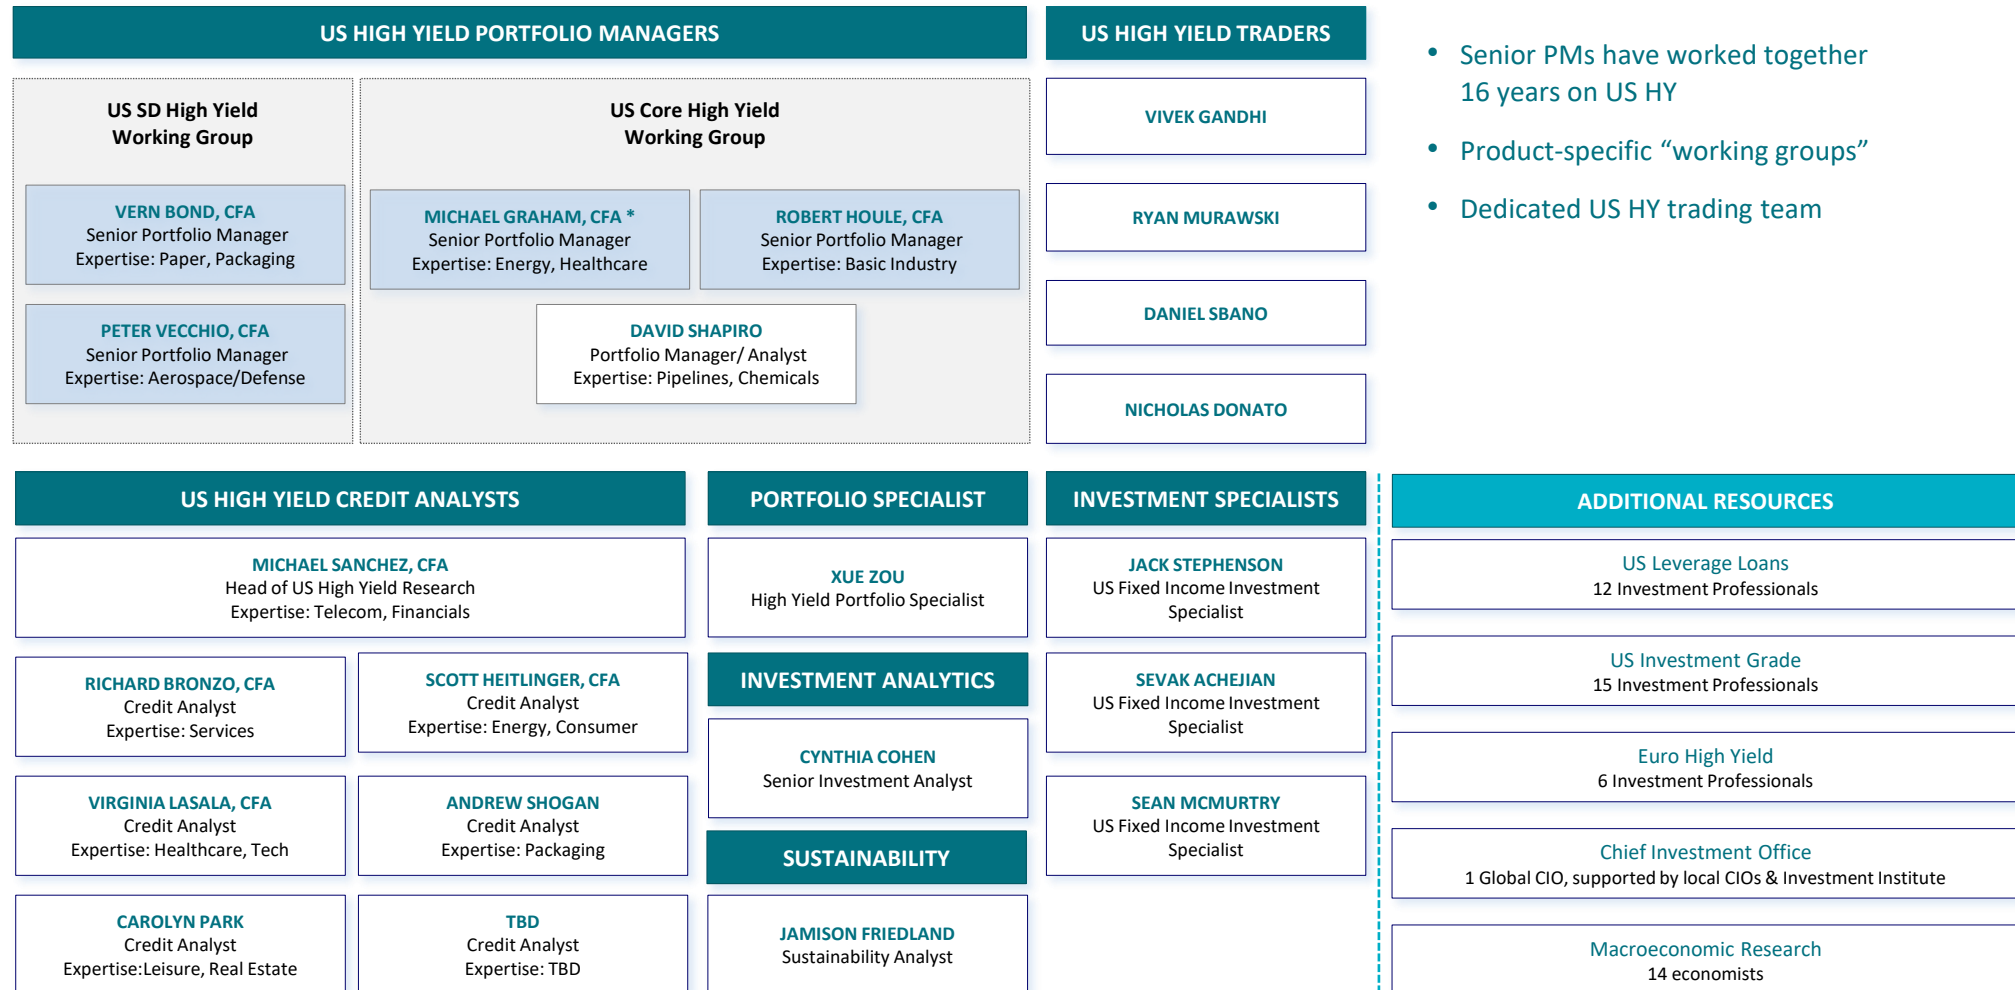 US HIGH YIELD PORTFOLIO MANAGERS
US SD High Yield
Working Group
VERN BOND, CFA
Senior Portfolio Manager
Expertise: Paper, Packaging
PETER VECCHIO, CFA
Senior Portfolio Manager
Expertise: Aerospace/Defense
US Core High Yield
Working Group
MICHAEL GRAHAM, CFA *
Senior Portfolio Manager
Expertise: Energy, Healthcare
ROBERT HOULE, CFA
Senior Portfolio Manager
Expertise: Basic Industry
DAVID SHAPIRO
Portfolio Manager/ Analyst
Expertise: Pipelines, Chemicals
US HIGH YIELD TRADERS
VIVEK GANDHI
RYAN MURAWSKI
DANIEL SBANO
NICHOLAS DONATO
• Senior PMs have worked together
16 years on US HY
• Product-specific “working groups”
• Dedicated US HY trading team
US HIGH YIELD CREDIT ANALYSTS
MICHAEL SANCHEZ, CFA
Head of US High Yield Research
Expertise: Telecom, Financials
RICHARD BRONZO, CFA
Credit Analyst
Expertise: Services
SCOTT HEITLINGER, CFA
Credit Analyst
Expertise: Energy, Consumer
VIRGINIA LASALA, CFA
Credit Analyst
Expertise: Healthcare, Tech
ANDREW SHOGAN
Credit Analyst
Expertise: Packaging
CAROLYN PARK
Credit Analyst
Expertise:Leisure, Real Estate
TBD
Credit Analyst
Expertise: TBD
PORTFOLIO SPECIALIST
XUE ZOU
High Yield Portfolio Specialist
INVESTMENT ANALYTICS
CYNTHIA COHEN
Senior Investment Analyst
SUSTAINABILITY
JAMISON FRIEDLAND
Sustainability Analyst
INVESTMENT SPECIALISTS
JACK STEPHENSON
US Fixed Income Investment
Specialist
SEVAK ACHEJIAN
US Fixed Income Investment
Specialist
SEAN MCMURTRY
US Fixed Income Investment
Specialist
ADDITIONAL RESOURCES
US Leverage Loans
12 Investment Professionals
US Investment Grade
15 Investment Professionals
Euro High Yield
6 Investment Professionals
Chief Investment Office
1 Global CIO, supported by local CIOs & Investment Institute
Macroeconomic Research
14 economists